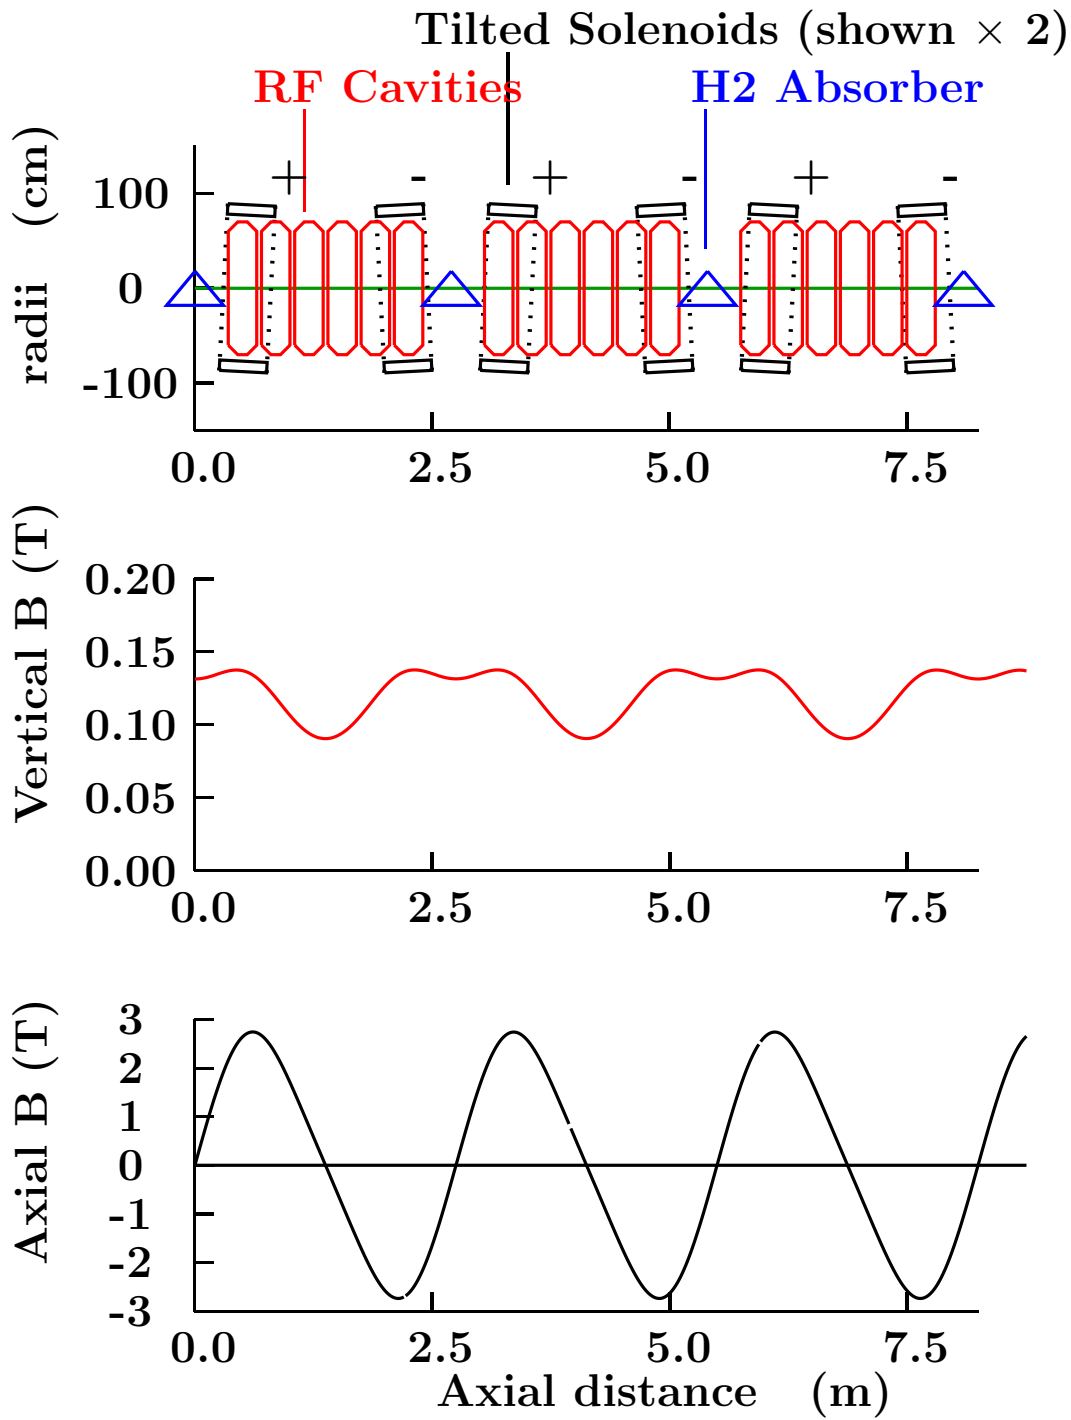 Tilted Solenoids (shown × 2)
RF Cavities
H2 Absorber
+ - + - + -
radii (cm)
100
0
-100
0.0 2.5 5.0 7.5
Vertical B (T)
0.20
0.15
0.10
0.05
0.00
0.0 2.5 5.0 7.5
Axial B (T)
3
2
1
0
-1
-2
-3
0.0 2.5 5.0 7.5
Axial distance (m)